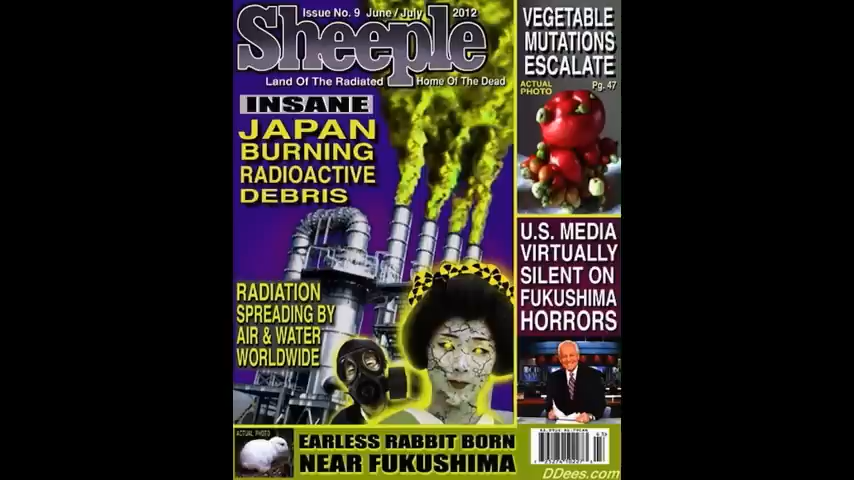 Issue No. 9 June / July 2012
Sheeple
Land Of The Radiated Home Of The Dead
INSANE
JAPAN
BURNING
RADIOACTIVE
DEBRIS
RADIATION
SPREADING BY
AIR & WATER
WORLDWIDE
VEGETABLE
MUTATIONS
ESCALATE
ACTUAL
PHOTO
Pg. 47
U.S. MEDIA
VIRTUALLY
SILENT ON
FUKUSHIMA
HORRORS
ACTUAL PHOTO
EARLESS RABBIT BORN
NEAR FUKUSHIMA
DDees.com